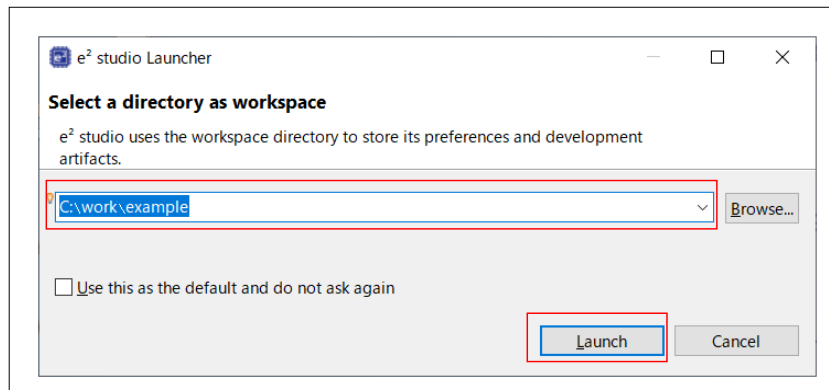 e² studio Launcher
Select a directory as workspace
e² studio uses the workspace directory to store its preferences and development
artifacts.
C:\work\example
Browse...
Use this as the default and do not ask again
Launch
Cancel